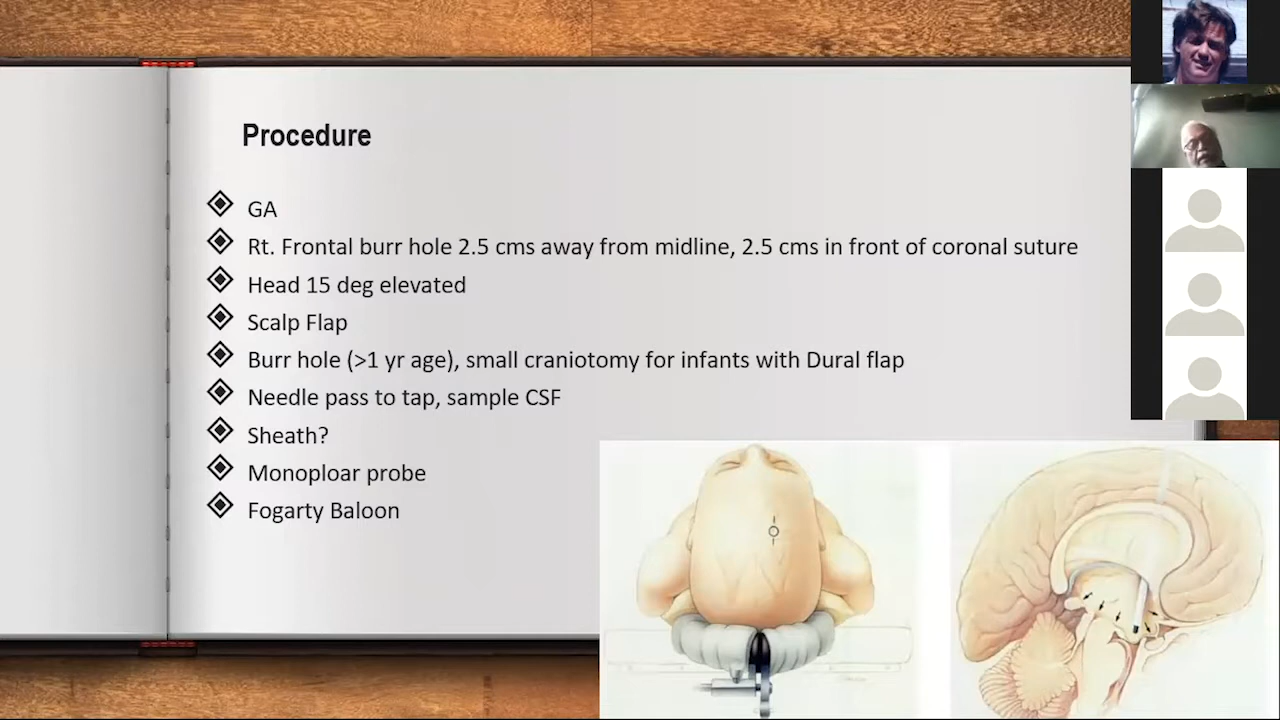 Procedure
GA
Rt. Frontal burr hole 2.5 cms away from midline, 2.5 cms in front of coronal suture
Head 15 deg elevated
Scalp Flap
Burr hole (>1 yr age), small craniotomy for infants with Dural flap
Needle pass to tap, sample CSF
Sheath?
Monoploar probe
Fogarty Baloon